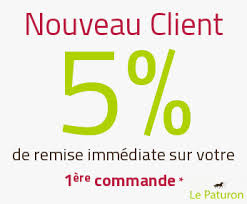 Nouveau Client
5%
de remise immédiate sur votre
1ère commande *
Le Paturon